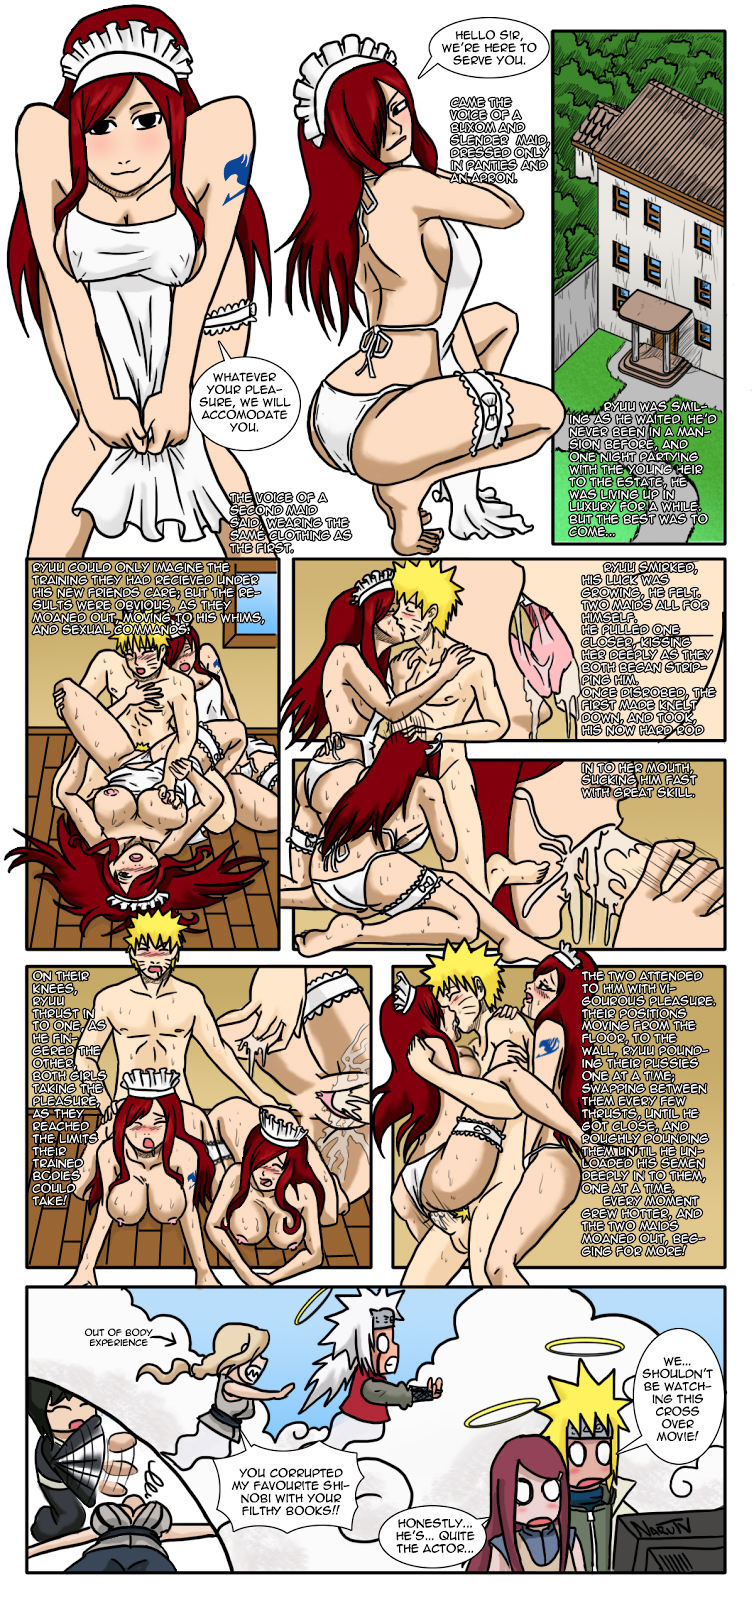 HELLO SIR,
WE'RE HERE TO
SERVE YOU.
CAME THE
VOICE OF A
BUXOM AND
SLENDER MAID,
DRESSED ONLY
IN PANTIES AND
AN APRON.
WHATEVER
YOUR PLEA-
SURE, WE WILL
ACCOMODATE
YOU.
THE VOICE OF A
SECOND MAID
SAID, WEARING THE
SAME CLOTHING AS
THE FIRST.
RYUU WAS SMIL-
ING AS HE WAITED. HE'D
NEVER BEEN IN A MAN-
SION BEFORE, AND
ONE NIGHT PARTYING
WITH THE YOUNG HEIR
TO THE ESTATE, HE
WAS LIVING UP IN
LUXURY FOR A WHILE.
BUT THE BEST WAS TO
COME...
RYUU SMIRKED,
HIS LUCK WAS
GROWING, HE FELT.
TWO MAIDS ALL FOR
HIMSELF.
HE PULLED ONE
CLOSER, KISSING
HER DEEPLY AS THEY
BOTH BEGAN STRIP-
PING HIM.
ONCE DISROBED, THE
FIRST MADE KNELT
DOWN, AND TOOK,
HIS NOW HARD ROD
IN TO HER MOUTH,
SUCKING HIM FAST
WITH GREAT SKILL.
RYUU COULD ONLY IMAGINE THE
TRAINING THEY HAD RECIEVED UNDER
HIS NEW FRIENDS CARE; BUT THE RE-
SULTS WERE OBVIOUS, AS THEY
MOANED OUT, MOVING TO HIS WHIMS,
AND SEXUAL COMMANDS.
ON THEIR
KNEES,
RYUU
THRUST IN
TO ONE, AS
HE FIN-
GERED THE
OTHER,
BOTH GIRLS
TAKING THE
PLEASURE,
AS THEY
REACHED
THE LIMITS
THEIR
TRAINED
BODIES
COULD
TAKE!
THE TWO ATTENDED
TO HIM WITH VI-
GOUROUS PLEASURE.
THEIR POSITIONS
MOVING FROM THE
FLOOR, TO THE
WALL, RYUU POUND-
ING THEIR PUSSIES
ONE AT A TIME;
SWAPPING BETWEEN
THEM EVERY FEW
THRUSTS, UNTIL HE
GOT CLOSE, AND
ROUGHLY POUNDING
THEM UN'TIL HE UN-
LOADED HIS SEMEN
DEEPLY IN TO THEM,
ONE AT A TIME.
EVERY MOMENT
GREW HOTTER, AND
THE TWO MAIDS
MOANED OUT, BEG-
GING FOR MORE!
OUT OF BODY
EXPERIENCE
YOU CORRUPTED
MY FAVOURITE SHI-
NOBI WITH YOUR
FILTHY BOOKS!!
WE...
SHOULDN'T
BE WATCH-
ING THIS
CROSS
OVER
MOVIE!
HONESTLY...
HE'S... QUITE
THE ACTOR...
NARUTV